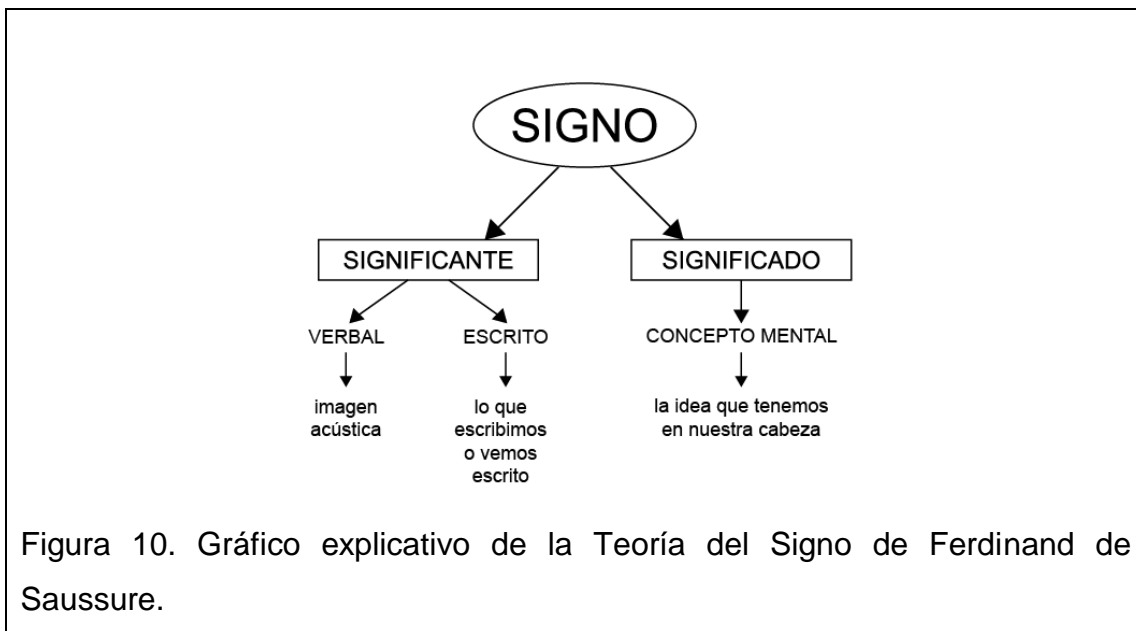 SIGNO
SIGNIFICANTE
SIGNIFICADO
VERBAL
ESCRITO
CONCEPTO MENTAL
imagen
acústica
lo que
escribimos
o vemos
escrito
la idea que tenemos
en nuestra cabeza
Figura 10. Gráfico explicativo de la Teoría del Signo de Ferdinand de
Saussure.